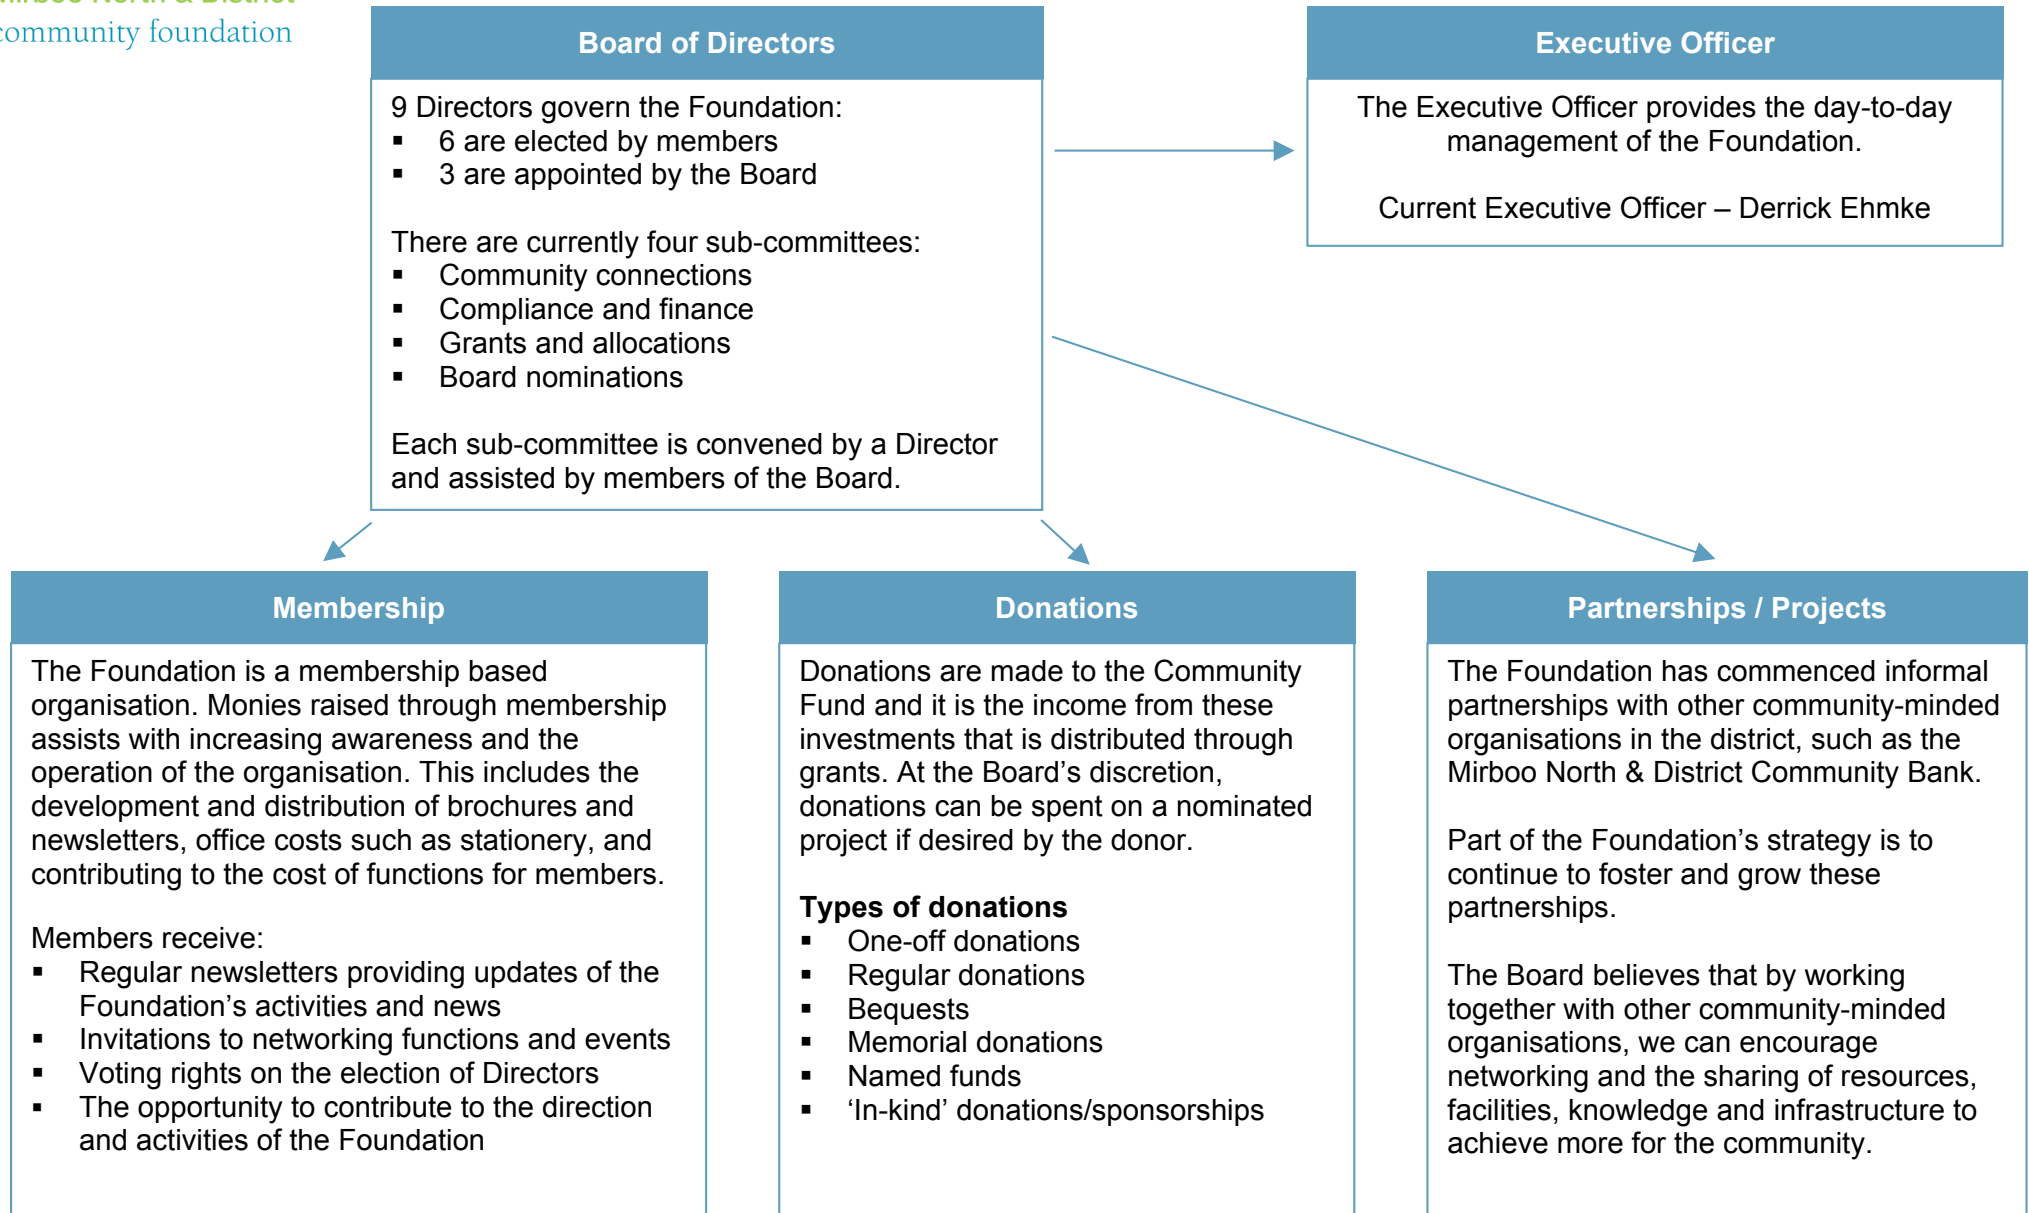 Mirboo North & District
community foundation
Board of Directors
9 Directors govern the Foundation:
▪ 6 are elected by members
▪ 3 are appointed by the Board
There are currently four sub-committees:
▪ Community connections
▪ Compliance and finance
▪ Grants and allocations
▪ Board nominations
Each sub-committee is convened by a Director
and assisted by members of the Board.
Executive Officer
The Executive Officer provides the day-to-day
management of the Foundation.
Current Executive Officer – Derrick Ehmke
Membership
The Foundation is a membership based
organisation. Monies raised through membership
assists with increasing awareness and the
operation of the organisation. This includes the
development and distribution of brochures and
newsletters, office costs such as stationery, and
contributing to the cost of functions for members.
Members receive:
▪ Regular newsletters providing updates of the
Foundation’s activities and news
▪ Invitations to networking functions and events
▪ Voting rights on the election of Directors
▪ The opportunity to contribute to the direction
and activities of the Foundation
Donations
Donations are made to the Community
Fund and it is the income from these
investments that is distributed through
grants. At the Board’s discretion,
donations can be spent on a nominated
project if desired by the donor.
Types of donations
▪ One-off donations
▪ Regular donations
▪ Bequests
▪ Memorial donations
▪ Named funds
▪ ‘In-kind’ donations/sponsorships
Partnerships / Projects
The Foundation has commenced informal
partnerships with other community-minded
organisations in the district, such as the
Mirboo North & District Community Bank.
Part of the Foundation’s strategy is to
continue to foster and grow these
partnerships.
The Board believes that by working
together with other community-minded
organisations, we can encourage
networking and the sharing of resources,
facilities, knowledge and infrastructure to
achieve more for the community.